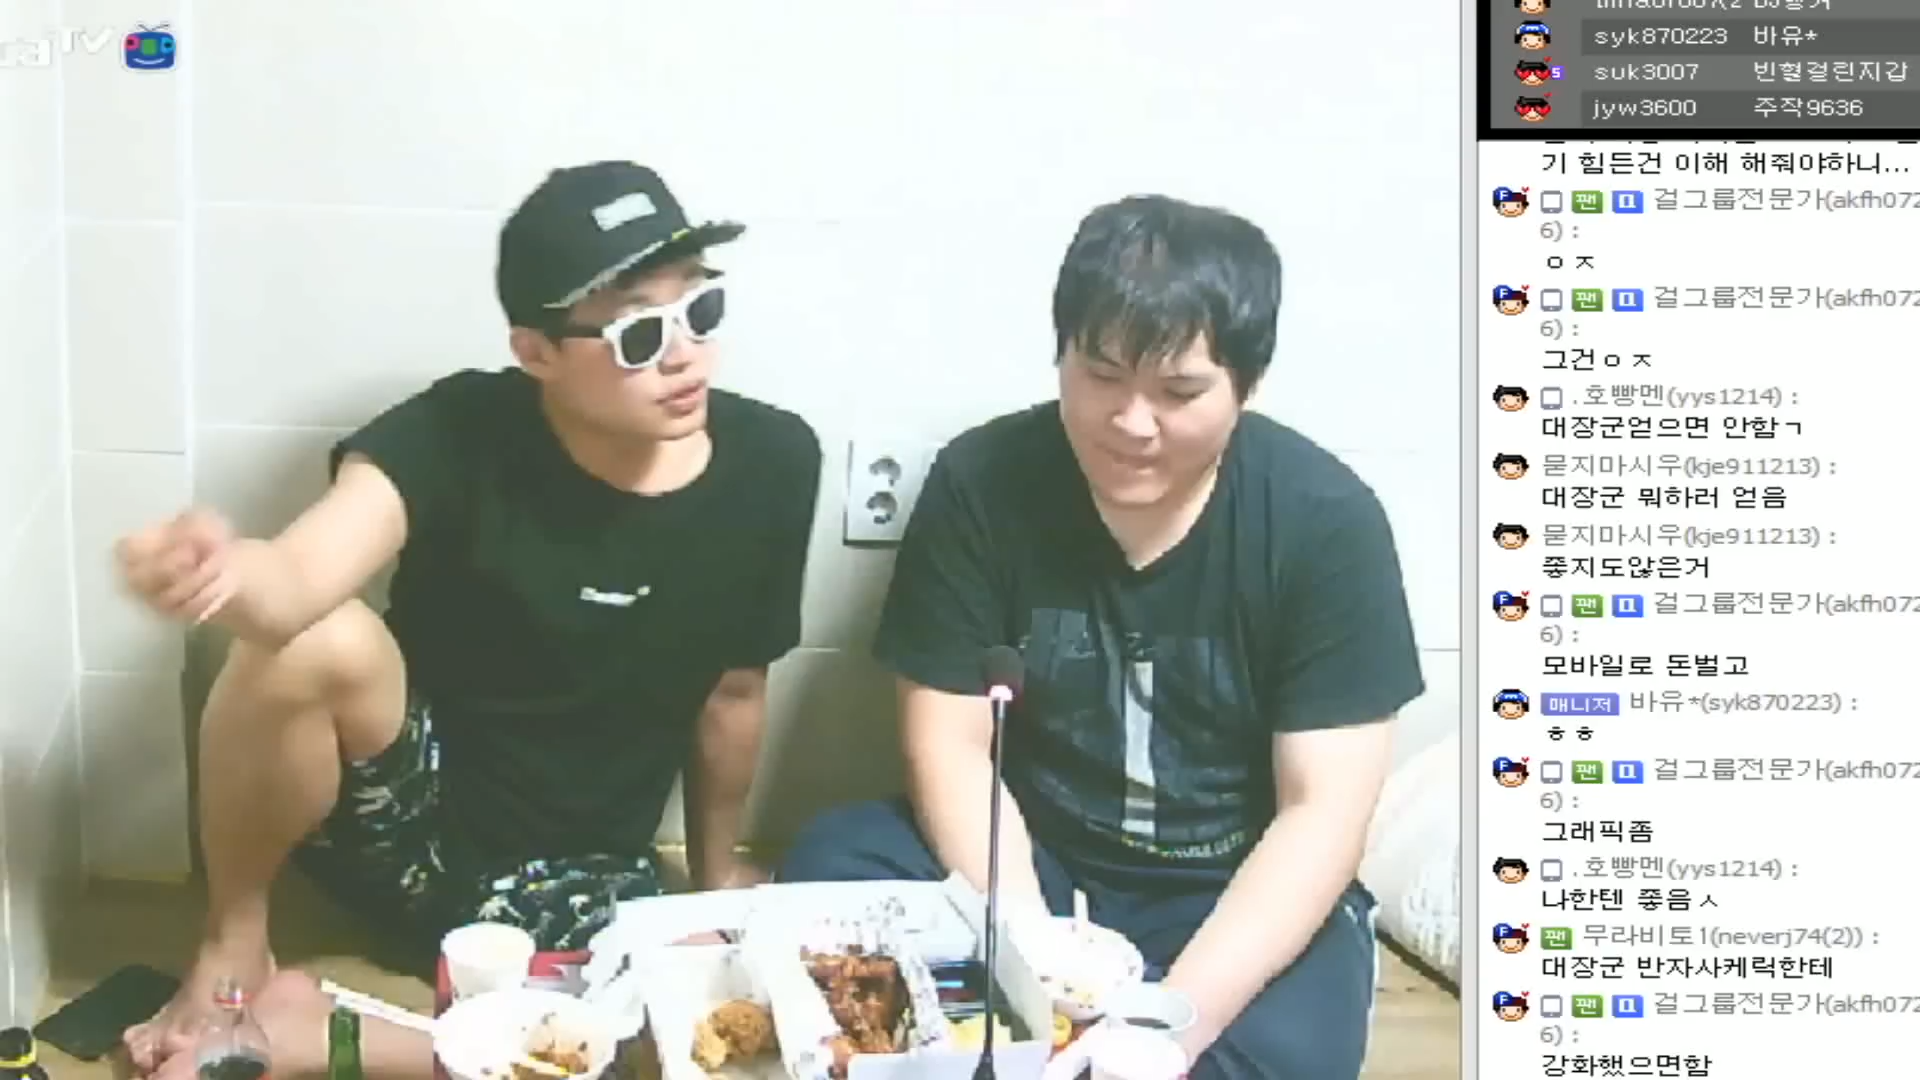 TV
syk870223 바유*
suk3007 빈혈걸린지갑
jyw3600 주작9636
기 힘든건 이해 해줘야하니...
팬 걸그룹전문가(akfh072
6) :
ㅇㅈ
팬 걸그룹전문가(akfh072
6) :
그건ㅇㅈ
.호빵멘(yys1214) :
대장군얻으면 안함ㄱ
묻지마시우(kje911213) :
대장군 뭐하러 얻음
묻지마시우(kje911213) :
좋지도않은거
팬 걸그룹전문가(akfh072
6) :
모바일로 돈벌고
매니저 바유*(syk870223) :
ㅎㅎ
팬 걸그룹전문가(akfh072
6) :
그래픽좀
.호빵멘(yys1214) :
나한텐 좋음ㅅ
팬 무라비토1(neverj74(2)) :
대장군 반자사케릭한테
팬 걸그룹전문가(akfh072
6) :
강화했으면함